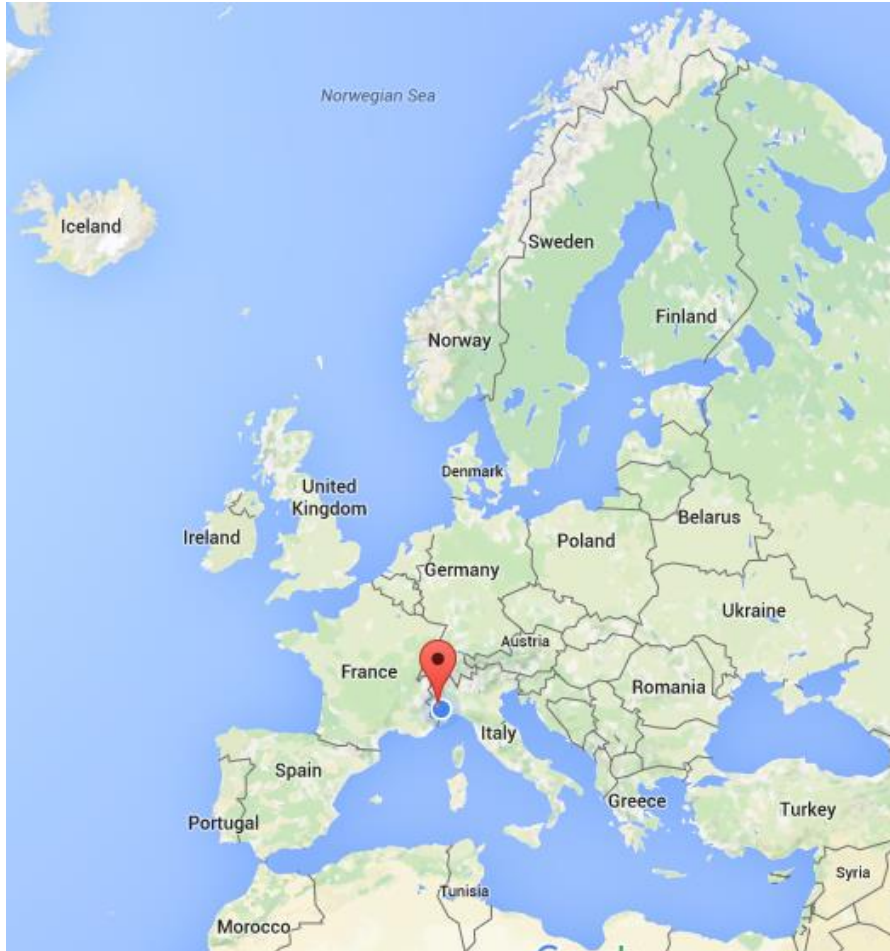 Norwegian Sea
Iceland
Sweden
Finland
Norway
Denmark
United
Kingdom
Ireland
Belarus
Poland
Germany
Ukraine
Austria
France
Romania
Italy
Spain
Greece
Turkey
Portugal
Syria
Tunisia
Morocco